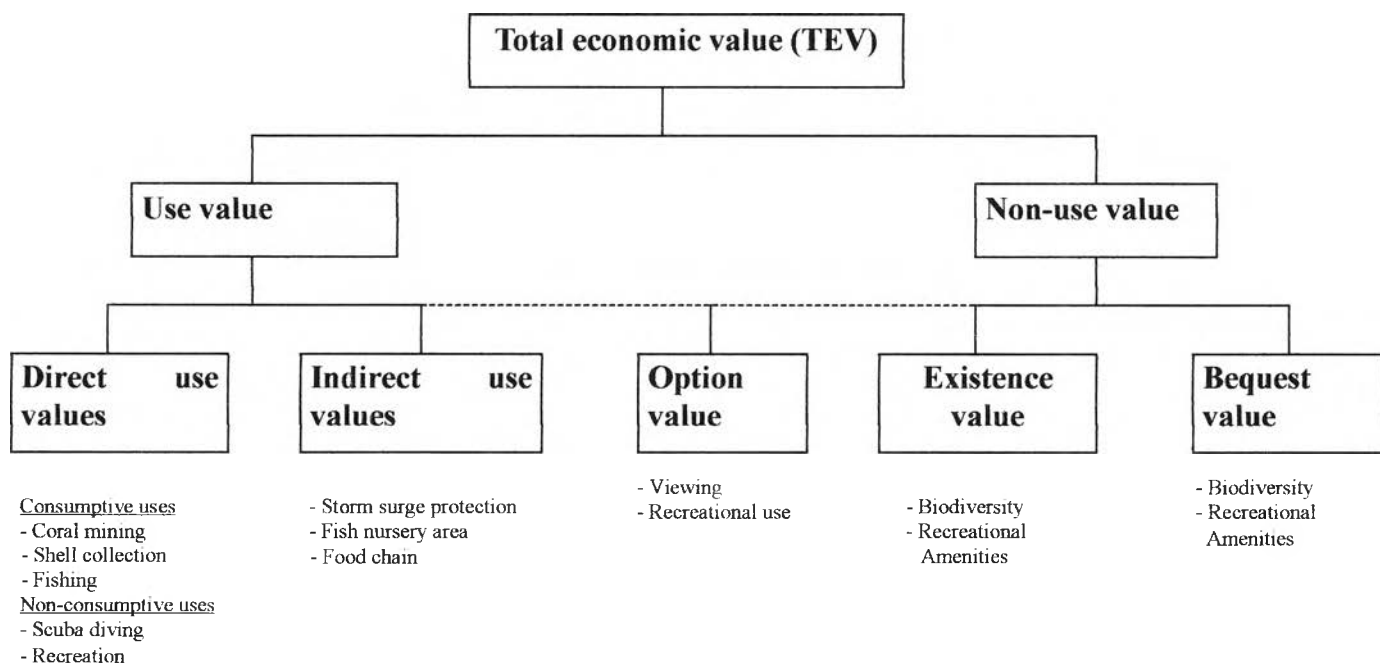 Total economic value (TEV)
Use value
Non-use value
Direct use
values
Indirect use
values
Option
value
Existence
value
Bequest
value
Consumptive uses
- Coral mining
- Shell collection
- Fishing
Non-consumptive uses
- Scuba diving
- Recreation
- Storm surge protection
- Fish nursery area
- Food chain
- Viewing
- Recreational use
- Biodiversity
- Recreational
Amenities
- Biodiversity
- Recreational
Amenities